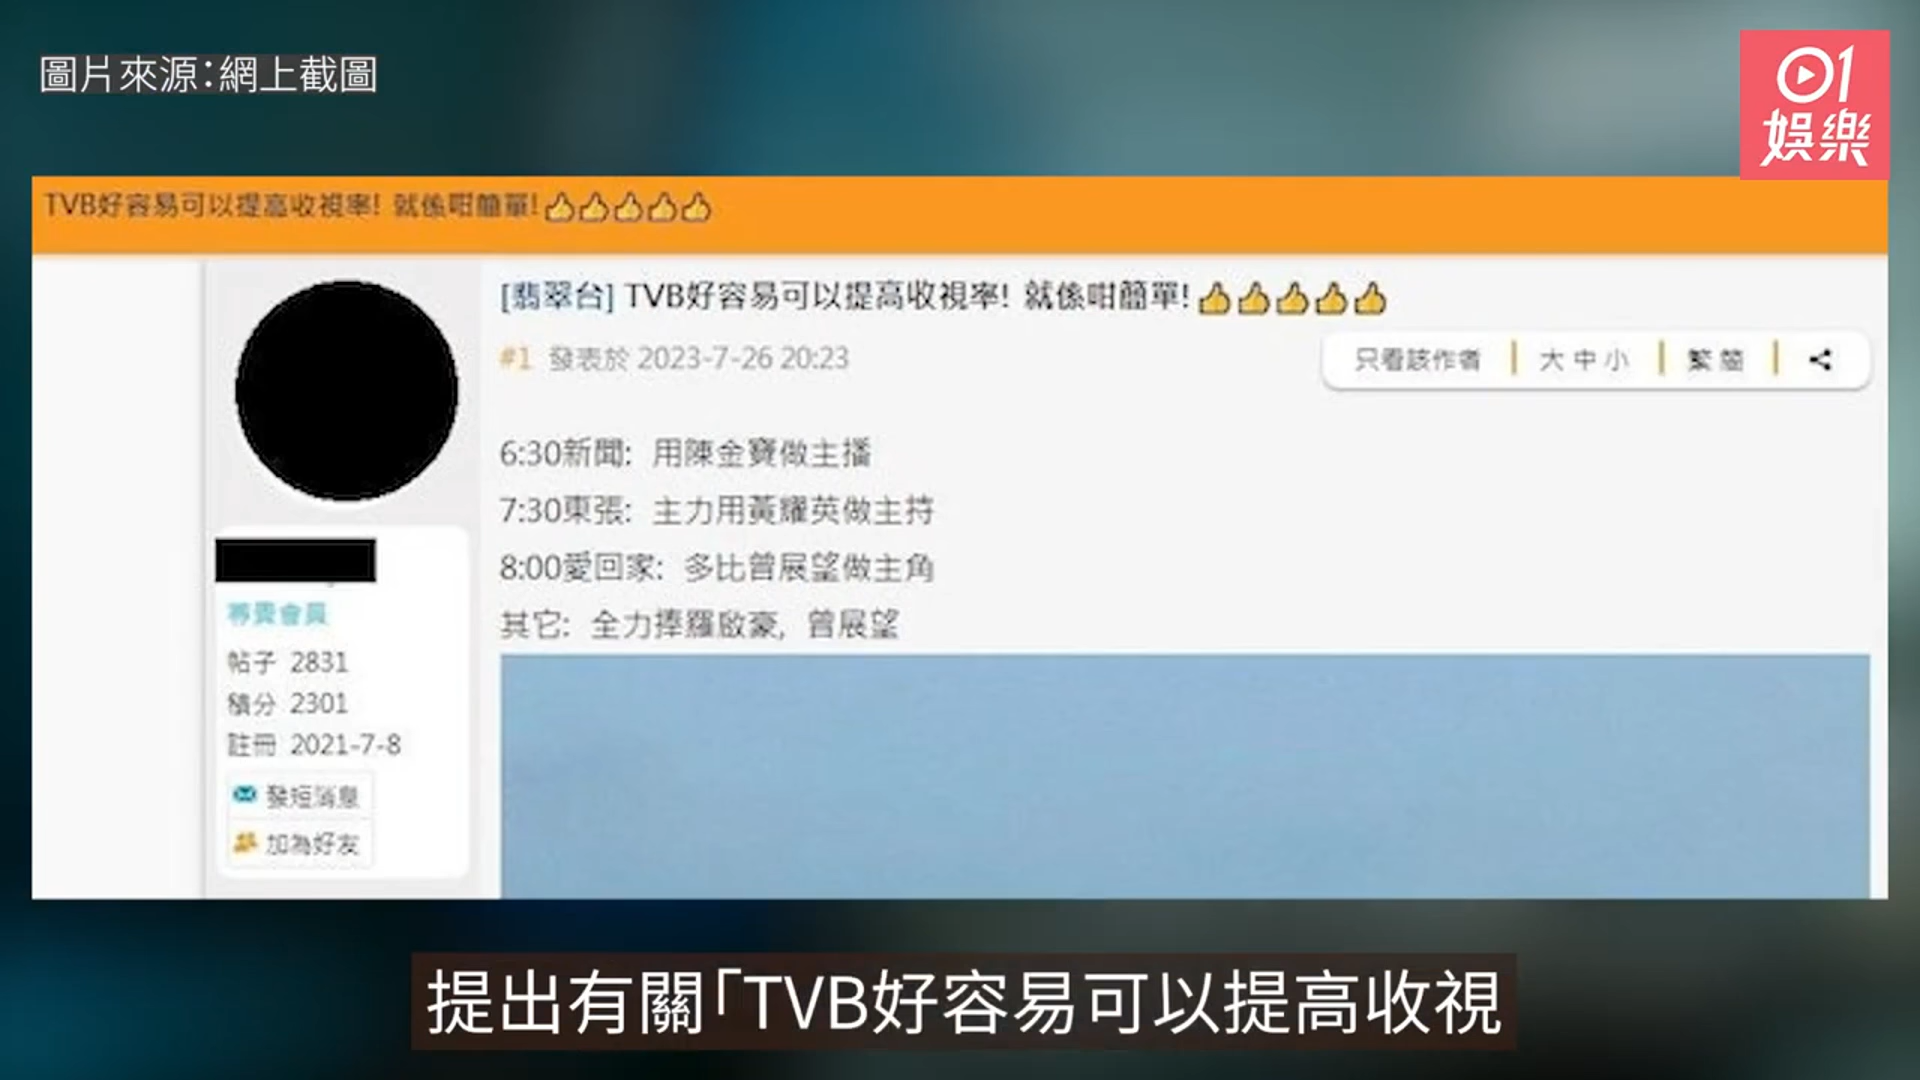 圖片來源：網上截圖
01
娛樂
TVB好容易可以提高收視率! 就係咁簡單!👍👍👍👍👍
[翡翠台] TVB好容易可以提高收視率! 就係咁簡單!👍👍👍👍👍
#1 發表於 2023-7-26 20:23
只看該作者 | 大 中 小 | 繁 簡 |
6:30新聞: 用陳金寶做主播
7:30東張: 主力用黃耀英做主持
8:00愛回家: 多比曾展望做主角
其它: 全力捧羅啟豪, 曾展望
尊貴會員
帖子 2831
積分 2301
註冊 2021-7-8
發短消息
加為好友
提出有關「TVB好容易可以提高收視